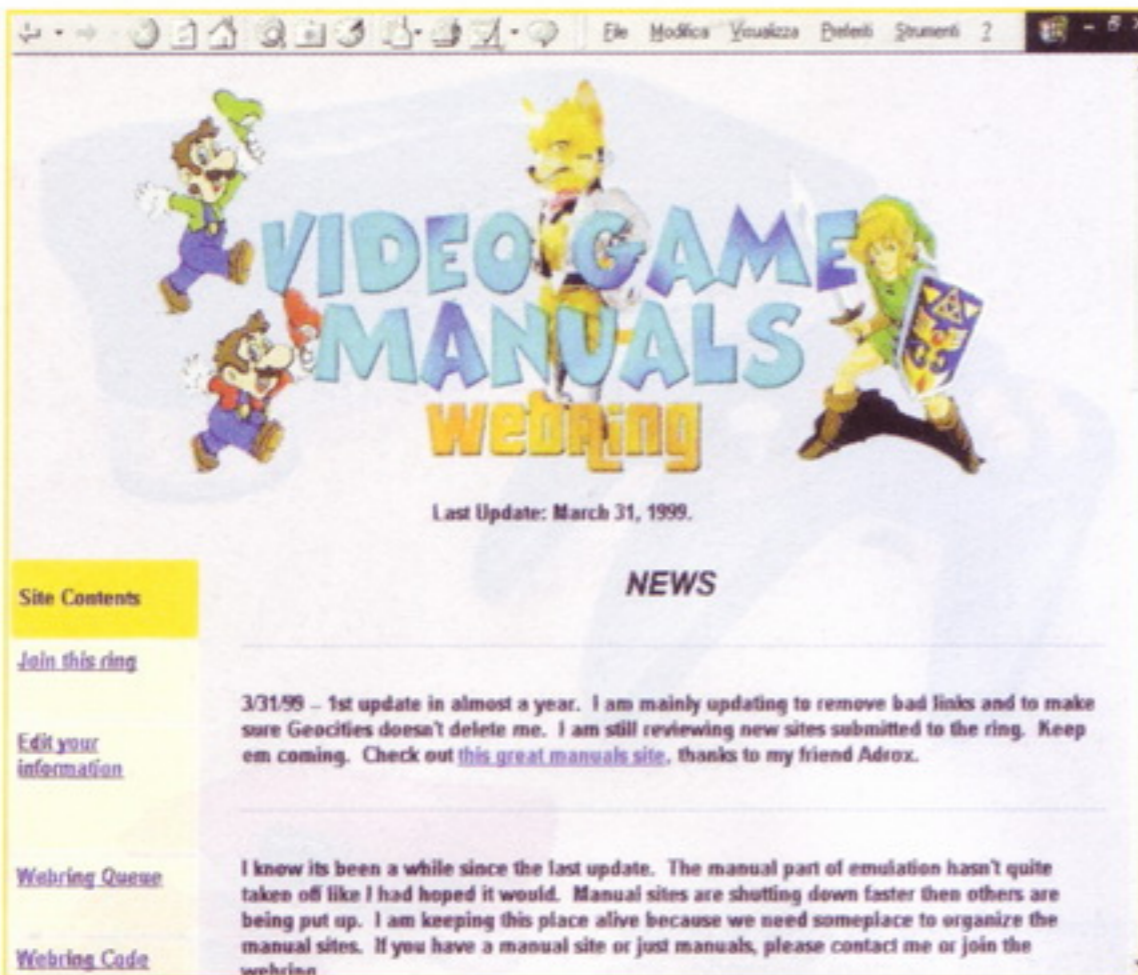 File Modifica Visualizza Preferiti Strumenti ?
VIDEO GAME
MANUALS
webRing
Last Update: March 31, 1999.
Site Contents
Join this ring
Edit your
information
Webring Queue
Webring Code
NEWS
3/31/99 – 1st update in almost a year. I am mainly updating to remove bad links and to make
sure Geocities doesn't delete me. I am still reviewing new sites submitted to the ring. Keep
em coming. Check out this great manuals site, thanks to my friend Adrox.
I know its been a while since the last update. The manual part of emulation hasn't quite
taken off like I had hoped it would. Manual sites are shutting down faster then others are
being put up. I am keeping this place alive because we need someplace to organize the
manual sites. If you have a manual site or just manuals, please contact me or join the
webring